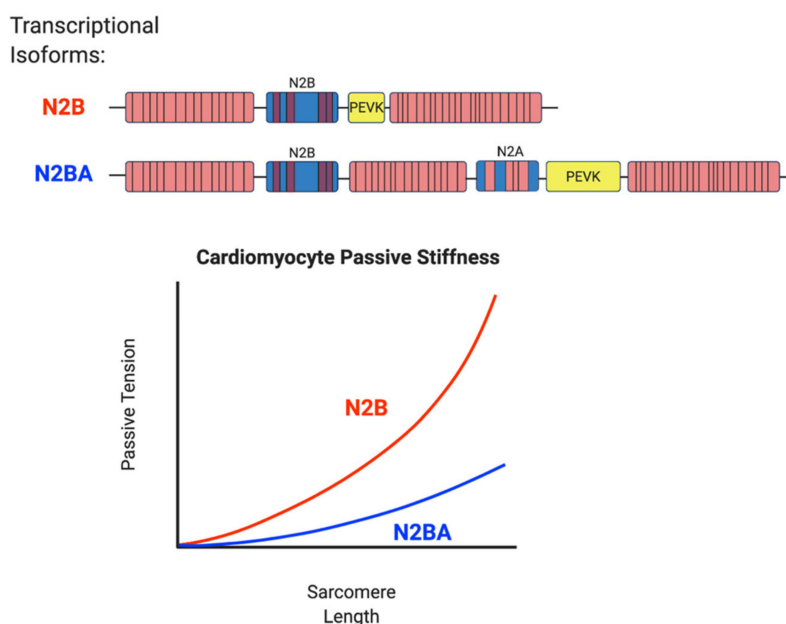 Transcriptional
Isoforms:
N2B
N2B
PEVK
N2B
N2A
N2BA
PEVK
Cardiomyocyte Passive Stiffness
Passive Tension
N2B
N2BA
Sarcomere
Length